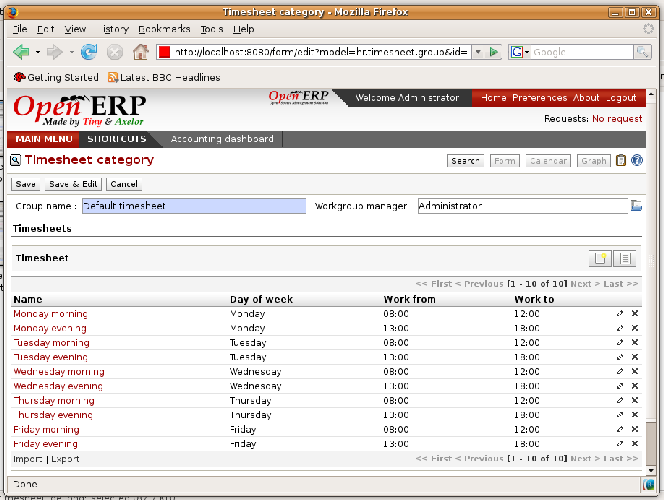 Timesheet category - Mozilla Firefox
File Edit View istory Bookmarks Tools Help
http://localhost:8080/form/edit?model=hr.timesheet.group&id= Google
Getting Started Latest BBC Headlines
Open ERP
Made by Tiny & Axelor
OpenERP Welcome Administrator Home Preferences About Logout
Requests: No request
MAIN MENU SHORTCUTS Accounting dashboard
Timesheet category Search Form Calendar Graph
Save Save & Edit Cancel
Group name : Default timesheet Workgroup manager Administrator
Timesheets
Timesheet
<< First < Previous [1 - 10 of 10] Next > Last >>
Name Day of week Work from Work to
Monday morning Monday 08:00 12:00
Monday evening Monday 13:00 18:00
Tuesday morning Tuesday 08:00 12:00
Tuesday evening Tuesday 13:00 18:00
Wednesday morning Wednesday 08:00 12:00
Wednesday evening Wednesday 13:00 18:00
Thursday morning Thursday 08:00 12:00
Thursday evening Thursday 13:00 18:00
Friday morning Friday 08:00 12:00
Friday evening Friday 13:00 18:00
Import | Export << First < Previous [1 - 10 of 10] Next > Last >>
Done